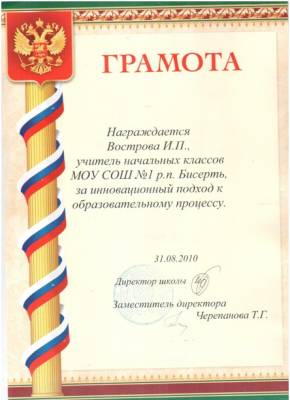 ГРАМОТА
Награждается
Вострова И.П.,
учитель начальных классов
МОУ СОШ №1 р.п. Бисерть,
за инновационный подход к
образовательному процессу.
31.08.2010
Директор школы
Заместитель директора
Черепанова Т.Г.